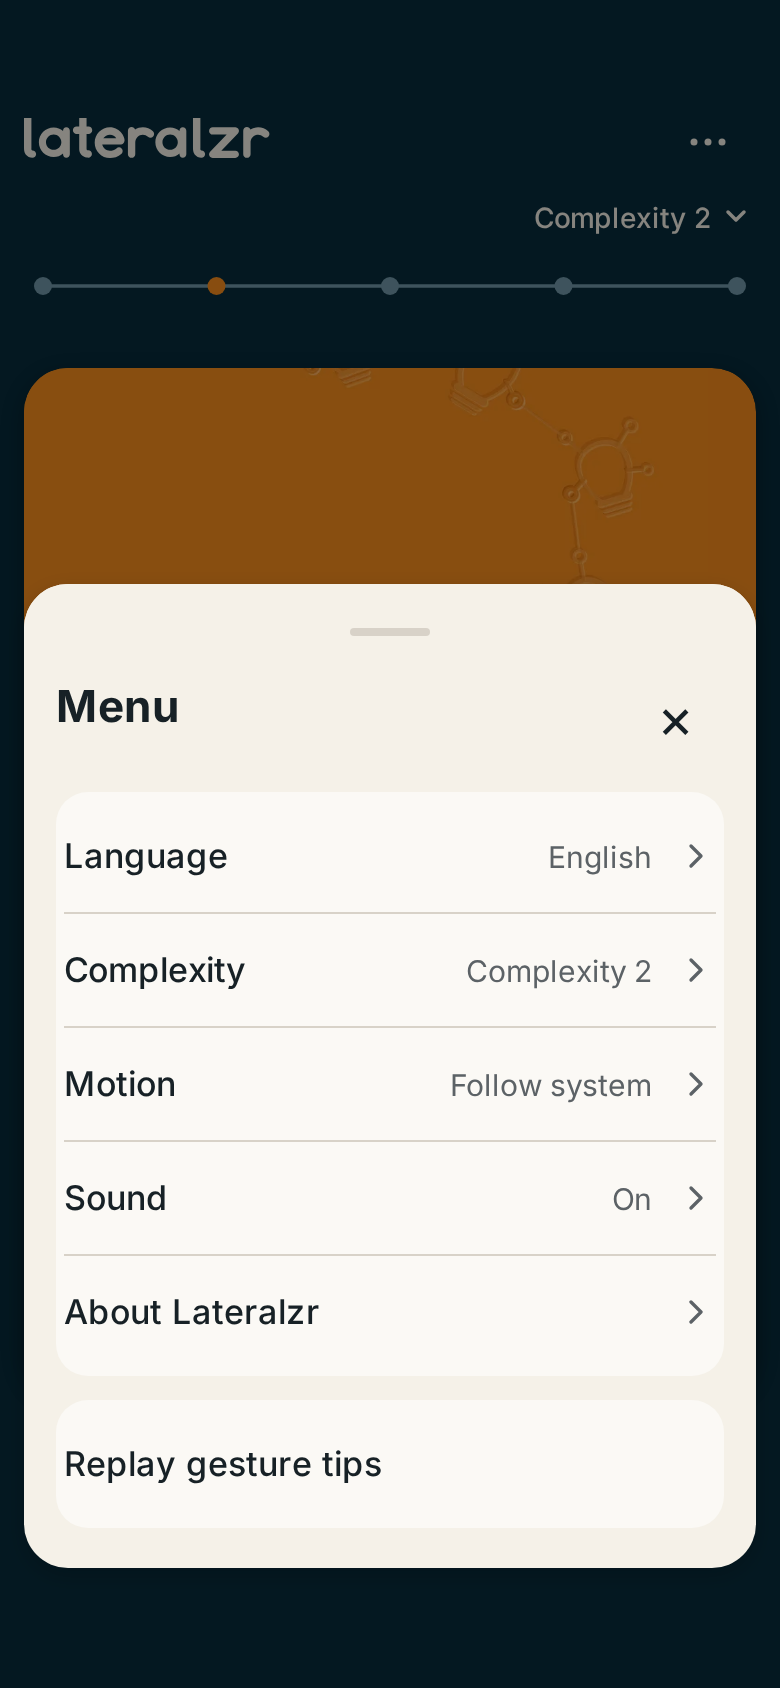 lateralzr
Complexity 2
Menu
Language English
Complexity Complexity 2
Motion Follow system
Sound On
About Lateralzr
Replay gesture tips